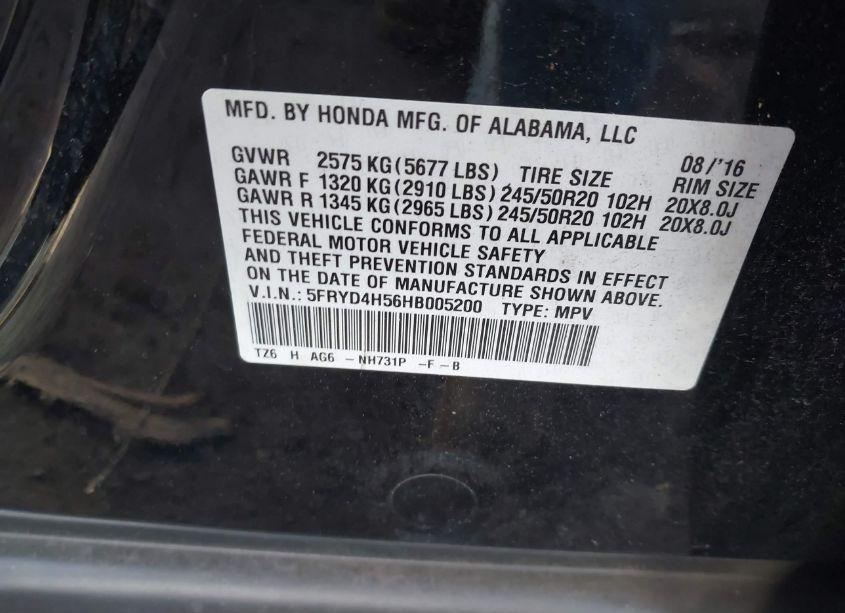 MFD. BY HONDA MFG. OF ALABAMA, LLC
08/'16
GVWR 2575 KG(5677 LBS) TIRE SIZE RIM SIZE
GAWR F 1320 KG(2910 LBS) 245/50R20 102H 20X8.0J
GAWR R 1345 KG(2965 LBS) 245/50R20 102H 20X8.0J
THIS VEHICLE CONFORMS TO ALL APPLICABLE
FEDERAL MOTOR VEHICLE SAFETY
AND THEFT PREVENTION STANDARDS IN EFFECT
ON THE DATE OF MANUFACTURE SHOWN ABOVE.
V.I.N.: 5FRYD4H56HB005200 TYPE: MPV
TZ6 H AG6 -NH731P -F-B